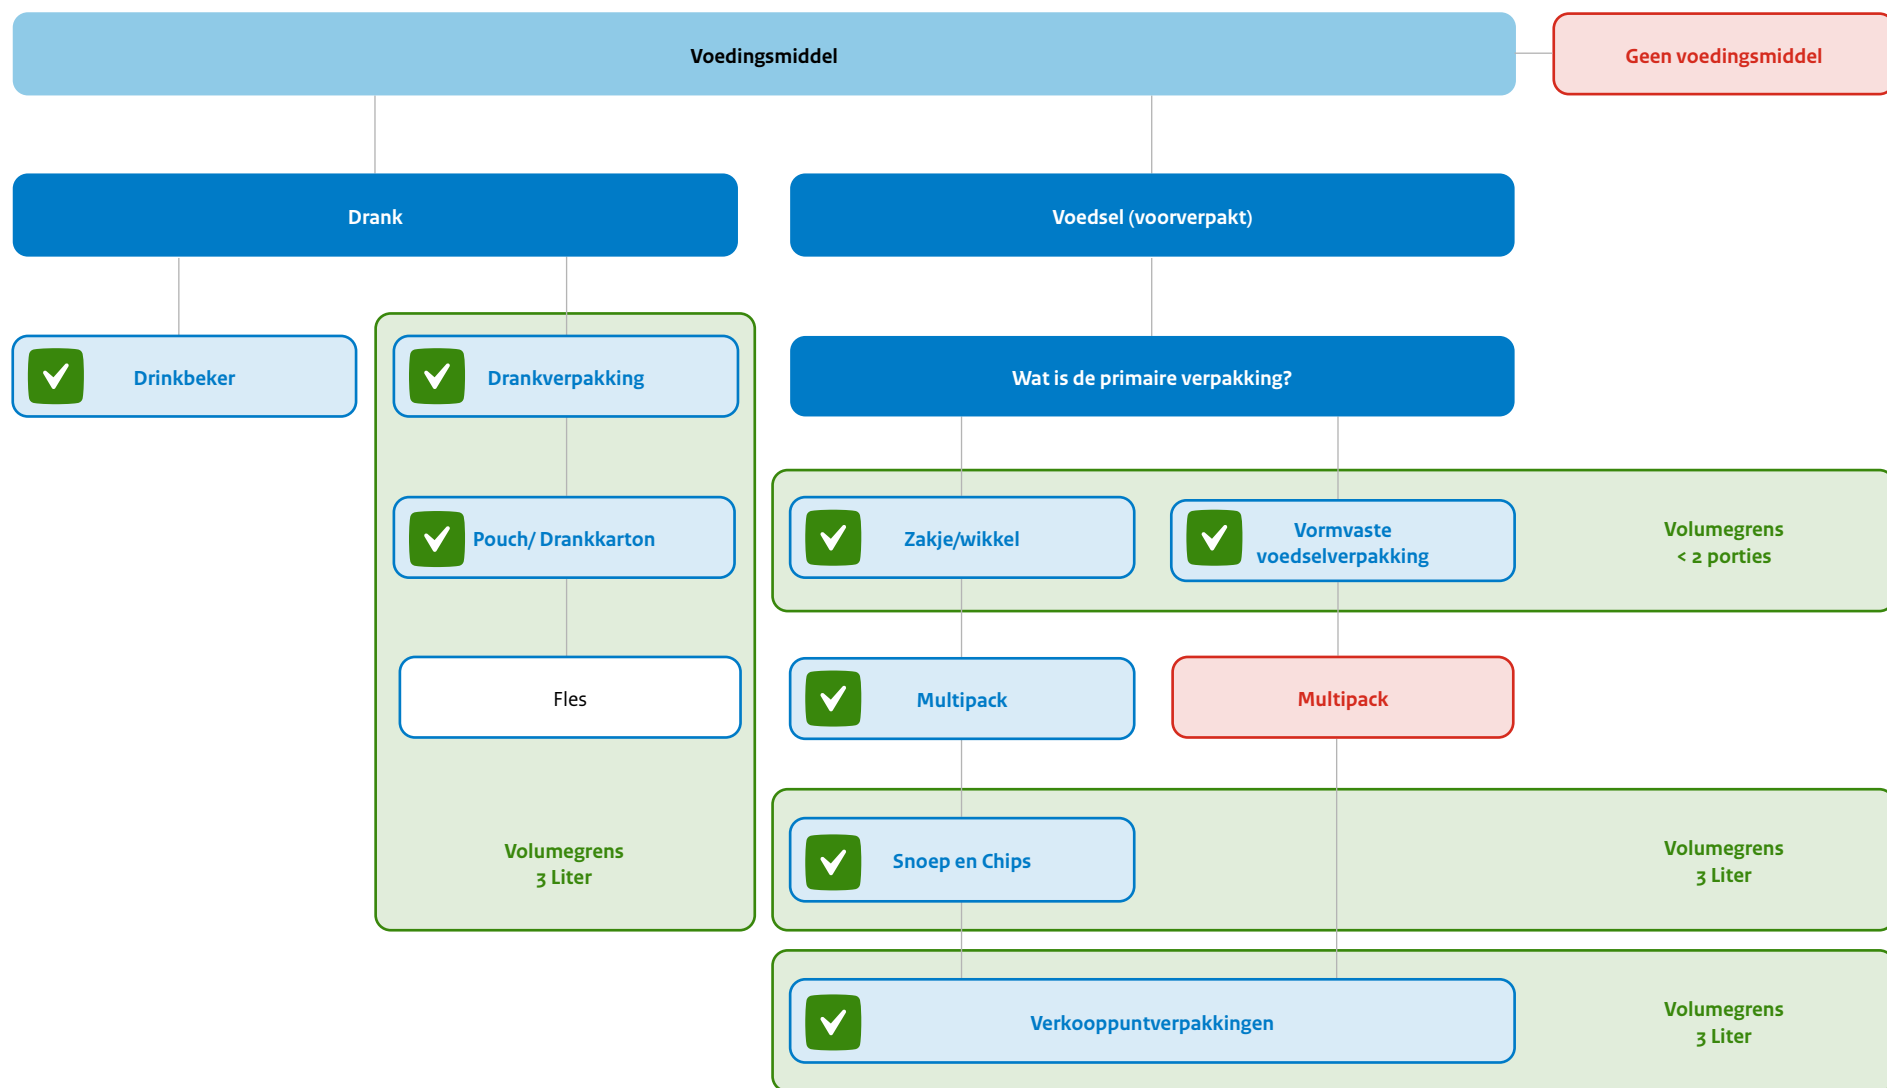 Voedingsmiddel
Geen voedingsmiddel
Drank
Voedsel (voorverpakt)
Drinkbeker
Drankverpakking
Wat is de primaire verpakking?
Pouch/ Drankkarton
Zakje/wikkel
Vormvaste
voedselverpakking
Volumegrens
< 2 porties
Fles
Multipack
Multipack
Volumegrens
3 Liter
Snoep en Chips
Volumegrens
3 Liter
Verkooppuntverpakkingen
Volumegrens
3 Liter